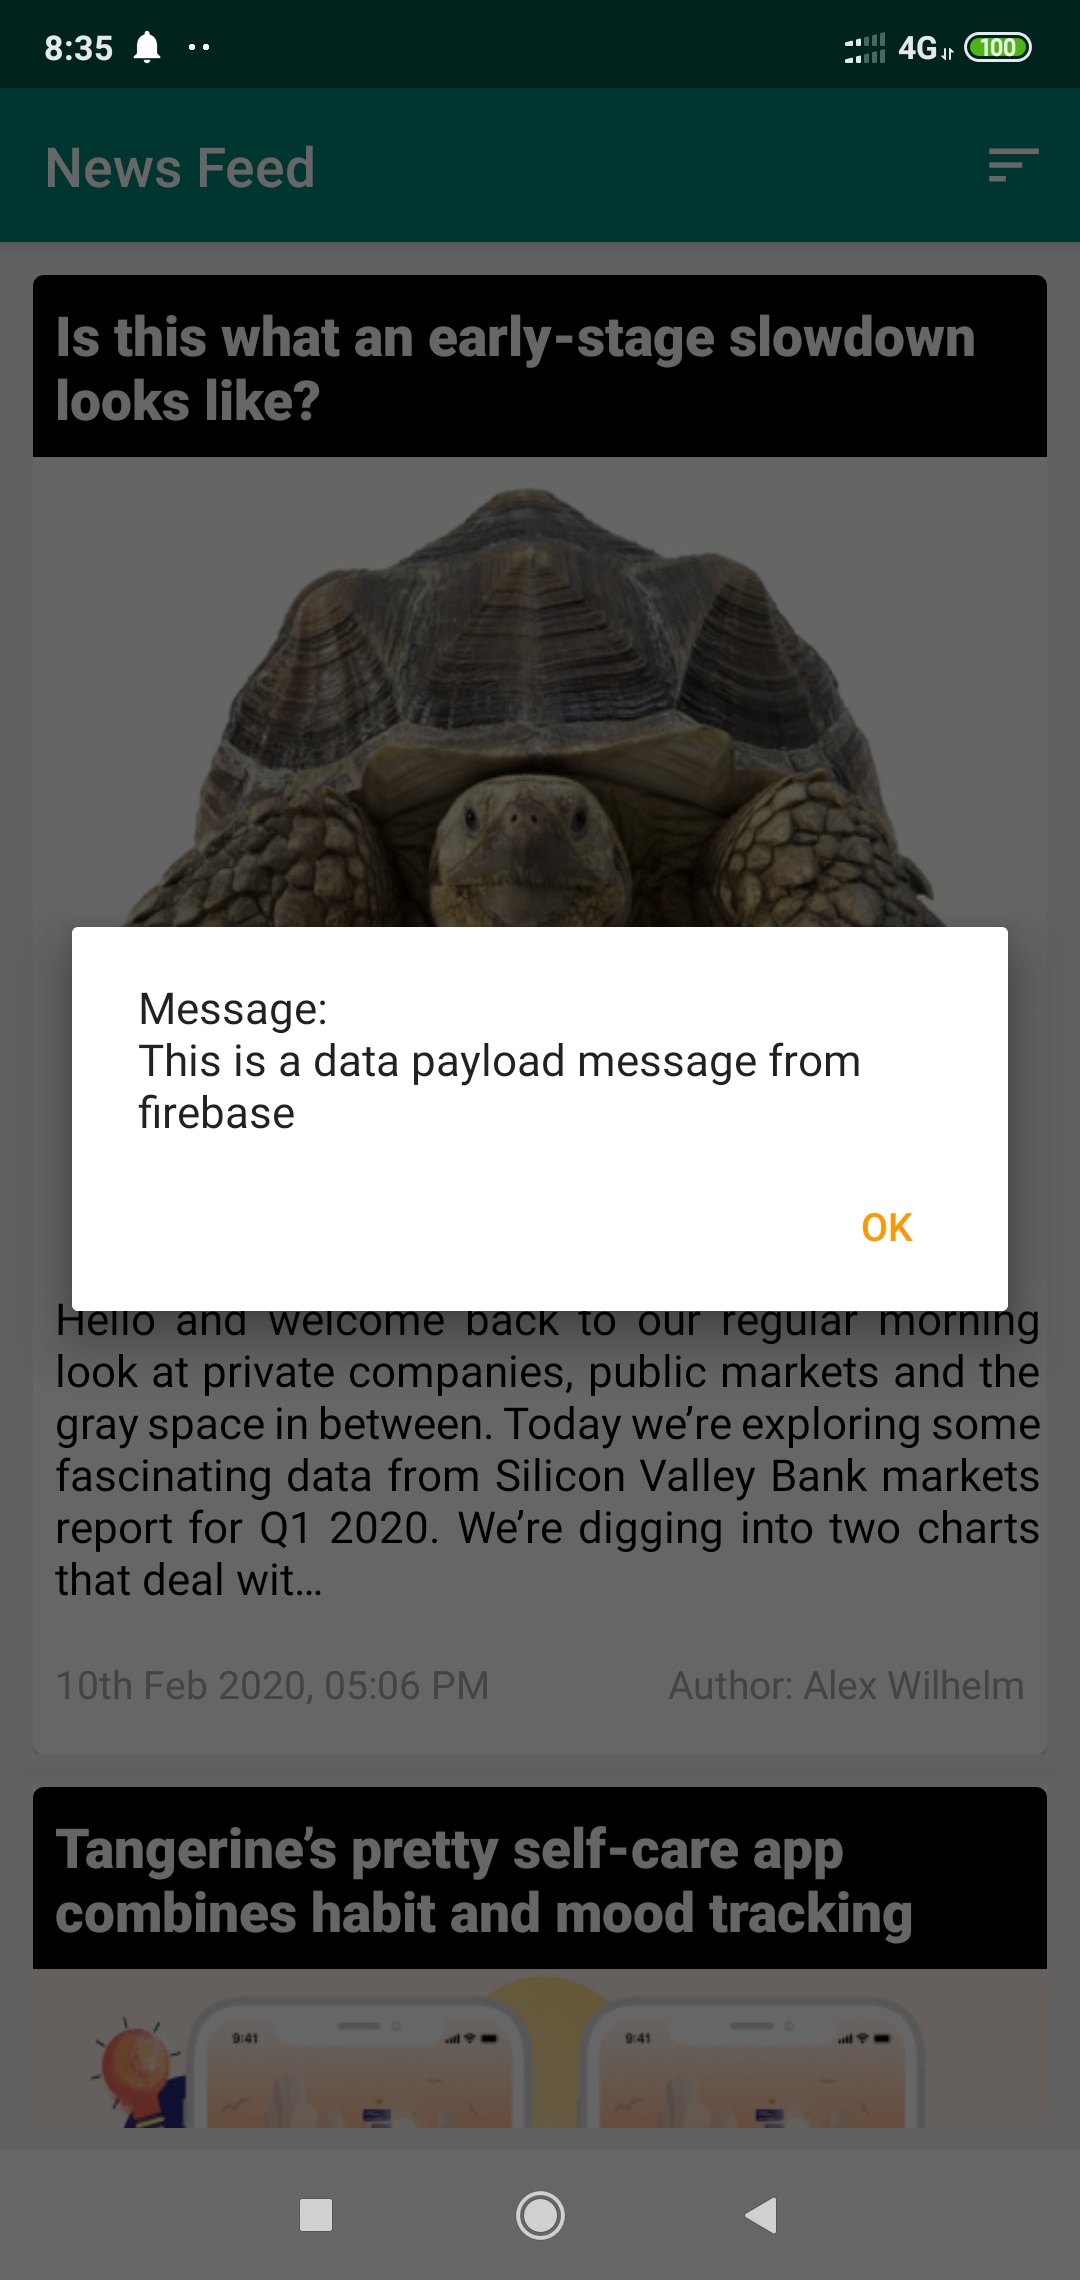 8:35
4G
100
News Feed
Is this what an early-stage slowdown
looks like?
Message:
This is a data payload message from
firebase
OK
Hello and welcome back to our regular morning
look at private companies, public markets and the
gray space in between. Today we’re exploring some
fascinating data from Silicon Valley Bank markets
report for Q1 2020. We’re digging into two charts
that deal wit…
10th Feb 2020, 05:06 PM
Author: Alex Wilhelm
Tangerine’s pretty self-care app
combines habit and mood tracking
9:41
9:41